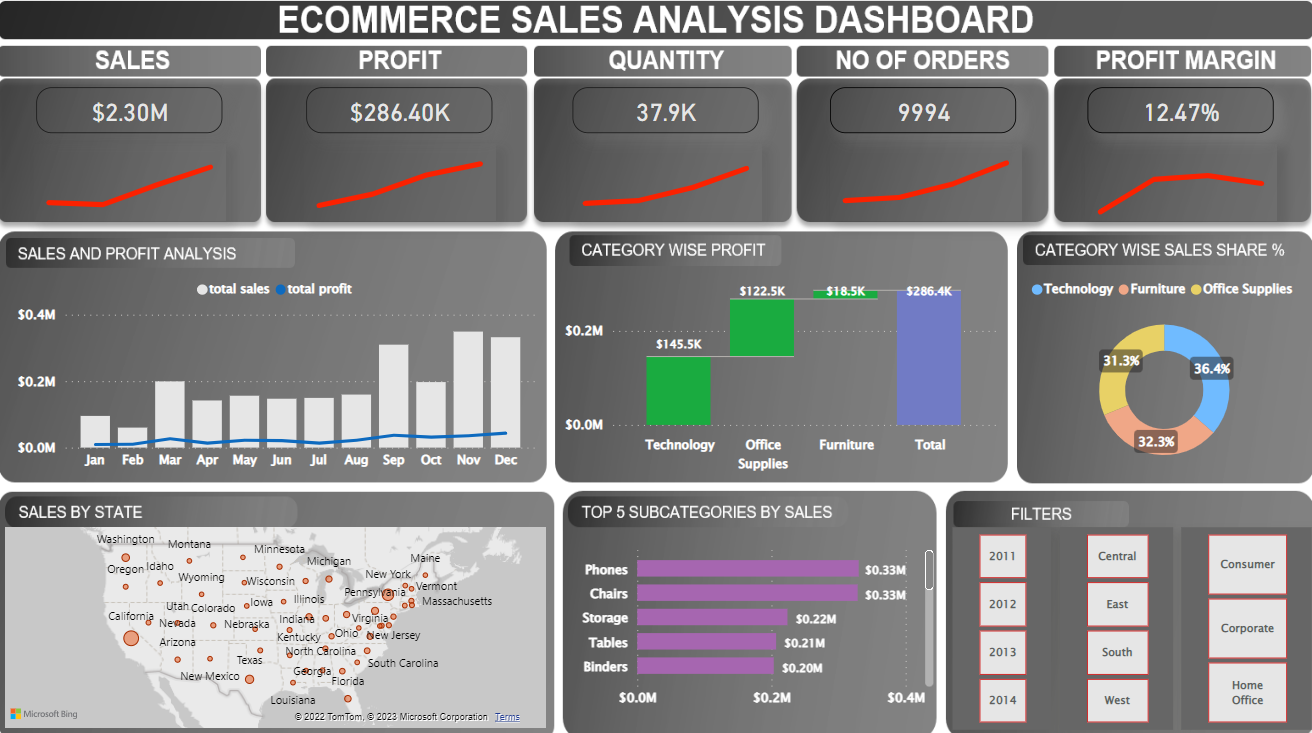 ECOMMERCE SALES ANALYSIS DASHBOARD
SALES
PROFIT
QUANTITY
NO OF ORDERS
PROFIT MARGIN
$2.30M
$286.40K
37.9K
9994
12.47%
SALES AND PROFIT ANALYSIS
total sales
total profit
$0.4M
$0.2M
$0.0M
Jan Feb Mar Apr May Jun Jul Aug Sep Oct Nov Dec
CATEGORY WISE PROFIT
$122.5K
$18.5K
$286.4K
$0.2M
$145.5K
$0.0M
Technology
Office
Supplies
Furniture
Total
CATEGORY WISE SALES SHARE %
Technology
Furniture
Office Supplies
31.3%
36.4%
32.3%
SALES BY STATE
Washington
Montana
Minnesota
Michigan
Maine
Oregon
Idaho
Wyoming
Wisconsin
New York
Vermont
Pennsylvania
Massachusetts
Utah
Colorado
Iowa
Illinois
California
Nevada
Nebraska
Indiana
Virginia
Ohio
New Jersey
Kentucky
Arizona
North Carolina
Texas
South Carolina
Georgia
New Mexico
Florida
Louisiana
Microsoft Bing
© 2022 TomTom, © 2023 Microsoft Corporation
Terms
TOP 5 SUBCATEGORIES BY SALES
Phones
$0.33M
Chairs
$0.33M
Storage
$0.22M
Tables
$0.21M
Binders
$0.20M
$0.0M
$0.2M
$0.4M
FILTERS
2011
2012
2013
2014
Central
East
South
West
Consumer
Corporate
Home
Office